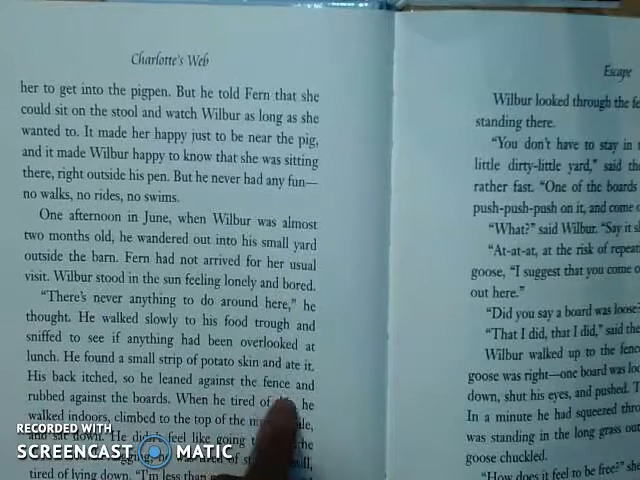 Charlotte's Web
her to get into the pigpen. But he told Fern that she
could sit on the stool and watch Wilbur as long as she
wanted to. It made her happy just to be near the pig,
and it made Wilbur happy to know that she was sitting
there, right outside his pen. But he never had any fun—
no walks, no rides, no swims.
One afternoon in June, when Wilbur was almost
two months old, he wandered out into his small yard
outside the barn. Fern had not arrived for her usual
visit. Wilbur stood in the sun feeling lonely and bored.
"There's never anything to do around here," he
thought. He walked slowly to his food trough and
sniffed to see if anything had been overlooked at
lunch. He found a small strip of potato skin and ate it.
His back itched, so he leaned against the fence and
rubbed against the boards. When he tired of he
walked indoors, climbed to the top of the
and sat down. He didn't feel like going
tired of lying down. "I'm less than
Escape
Wilbur looked through the
standing there.
"You don't have to stay in
little dirty-little yard," said
rather fast. "One of the boards
push-push-push on it, and come
"What?" said Wilbur. "Say it
"At-at-at, at the risk of
goose, "I suggest that you come
out here."
"Did you say a board was loose?
"That I did, that I did," said the
Wilbur walked up to the
goose was right—one board was
down, shut his eyes, and pushed.
In a minute he had squeezed
was standing in the long grass
goose chuckled.
"How does it feel to be free?"
RECORDED WITH
SCREENCAST MATIC